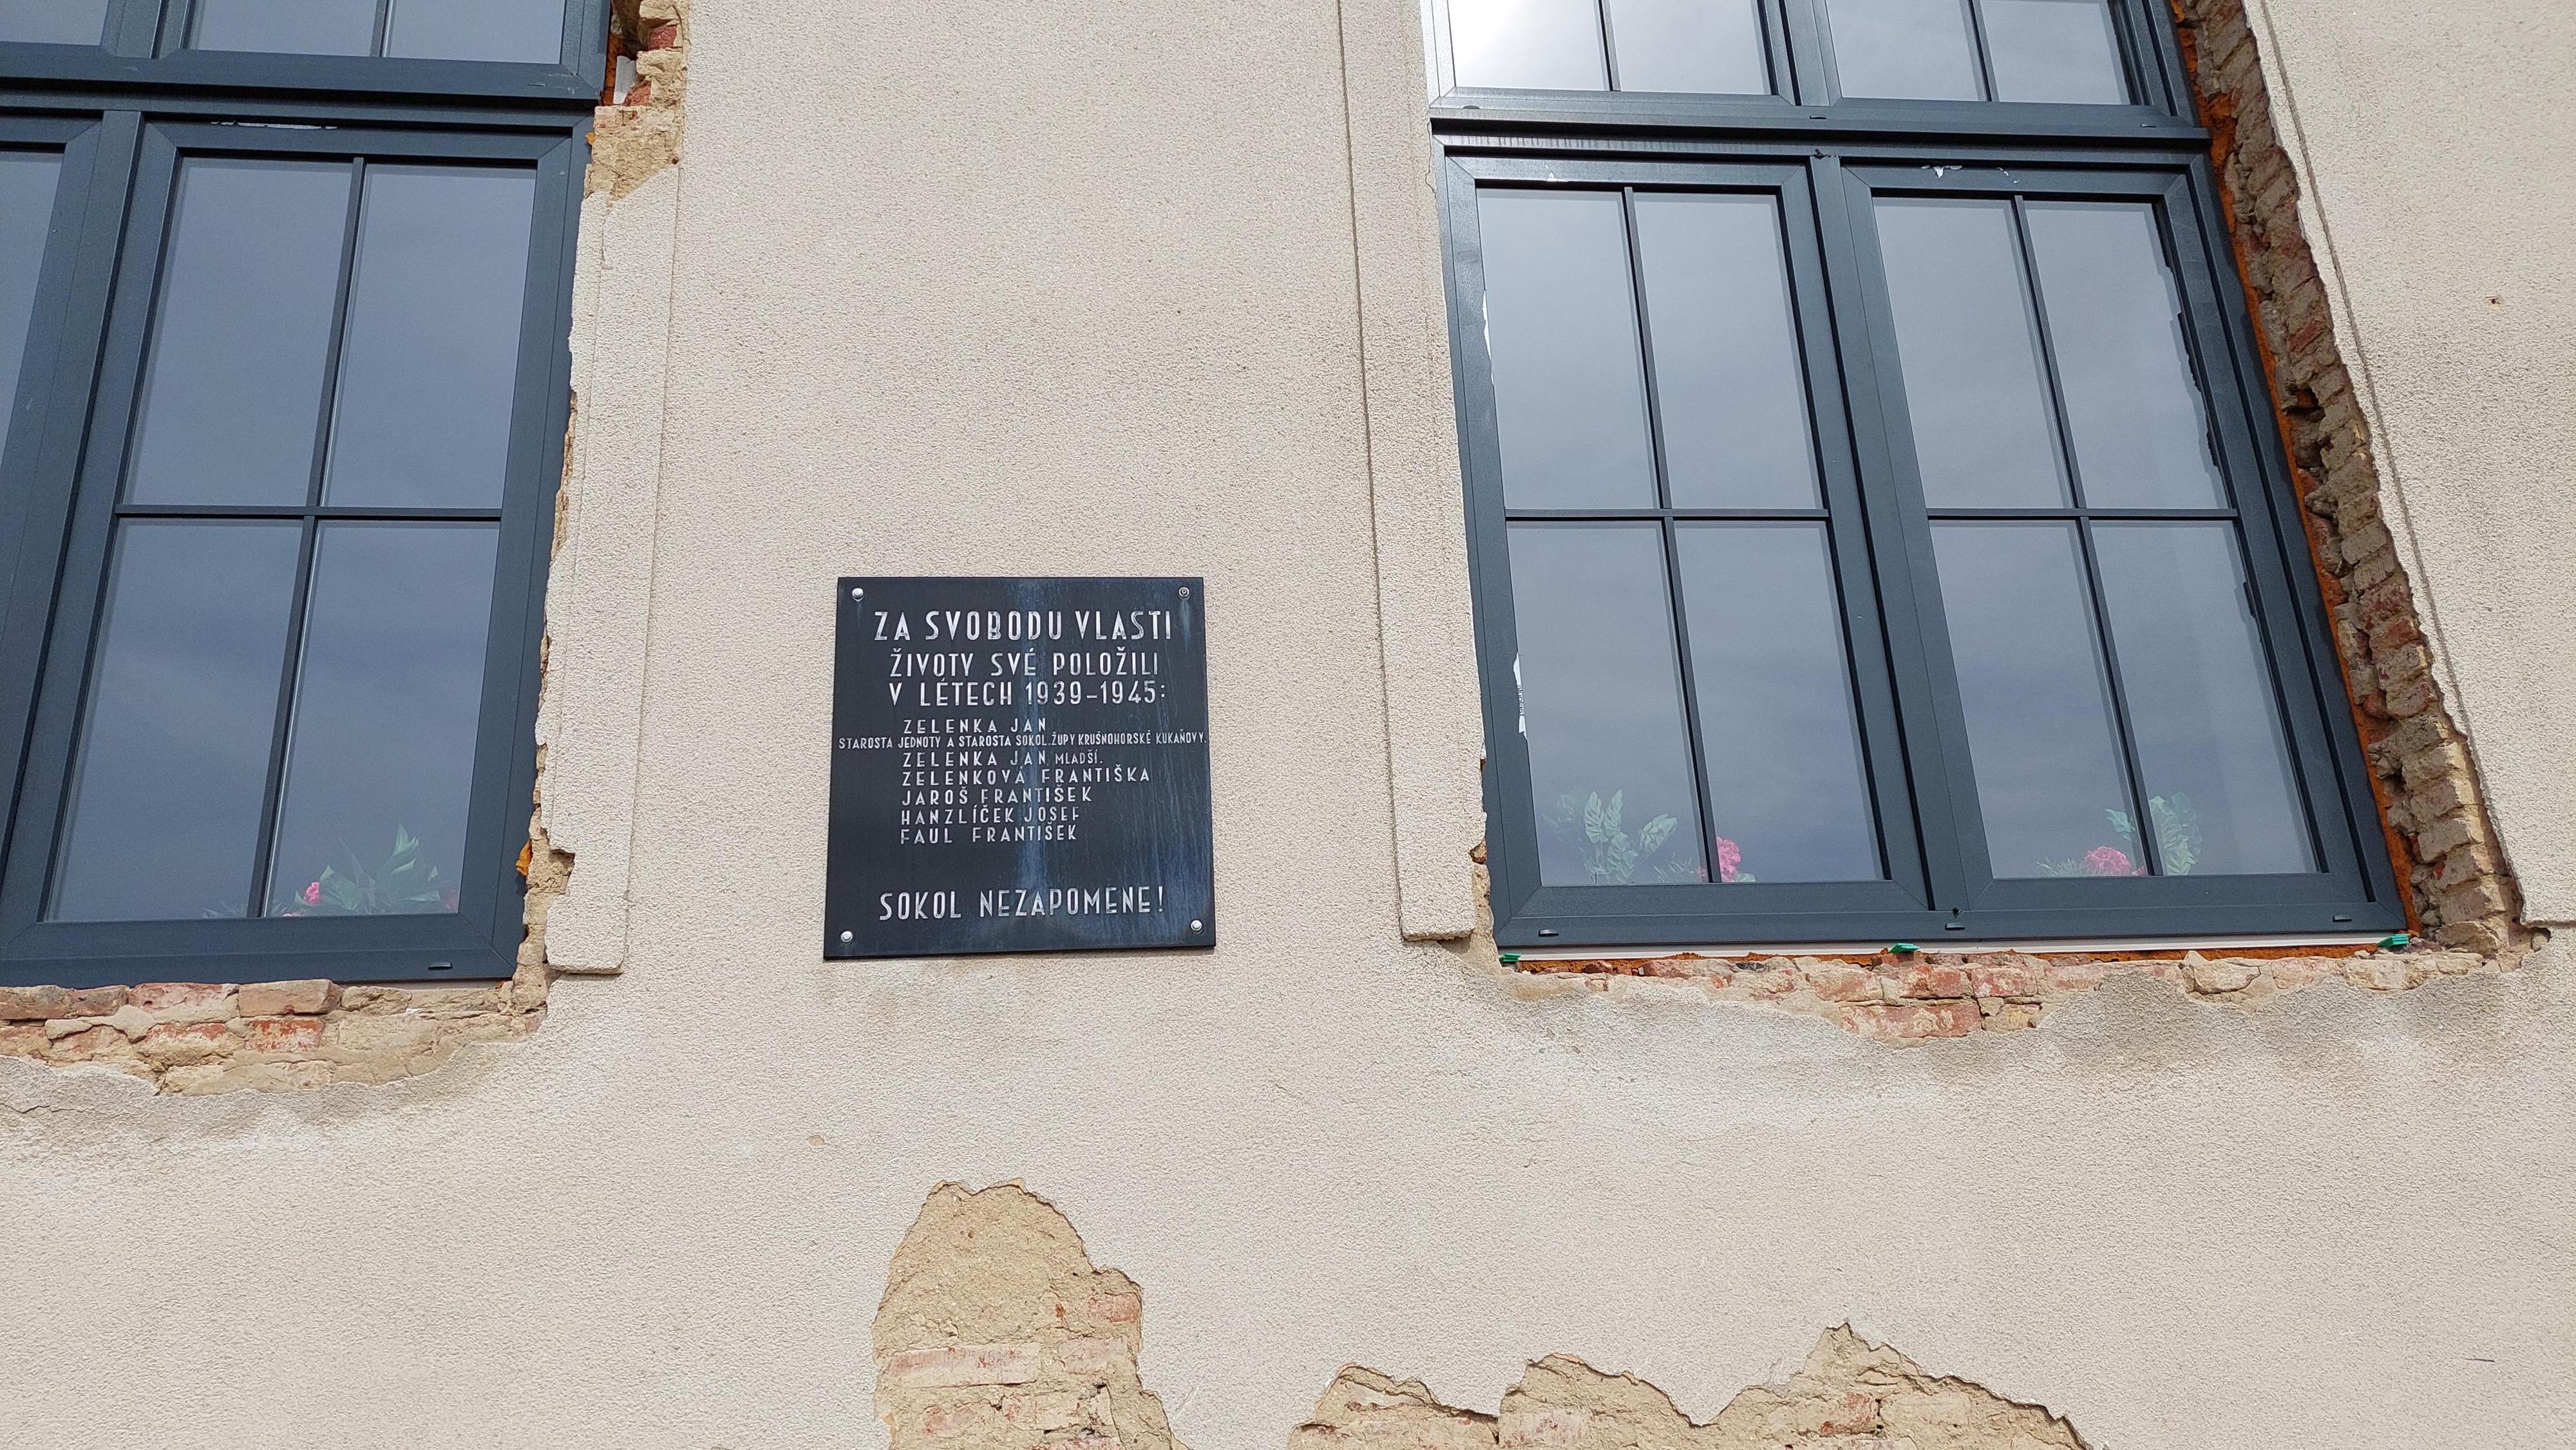 ZA SVOBODU VLASTI
ŽIVOTY SVÉ POLOŽILI
V LÉTECH 1939-1945:
ZELENKA JAN
STAROSTA JEDNOTY A STAROSTA SOKOL. ŽUPY KRUŠNOHORSKÉ KUKAŇOVY.
ZELENKA JAN MLADŠÍ.
ZELENKOVÁ FRANTIŠKA
JAROŠ FRANTIŠEK
HANZLÍČEK JOSEF
FAUL FRANTIŠEK
SOKOL NEZAPOMENE!